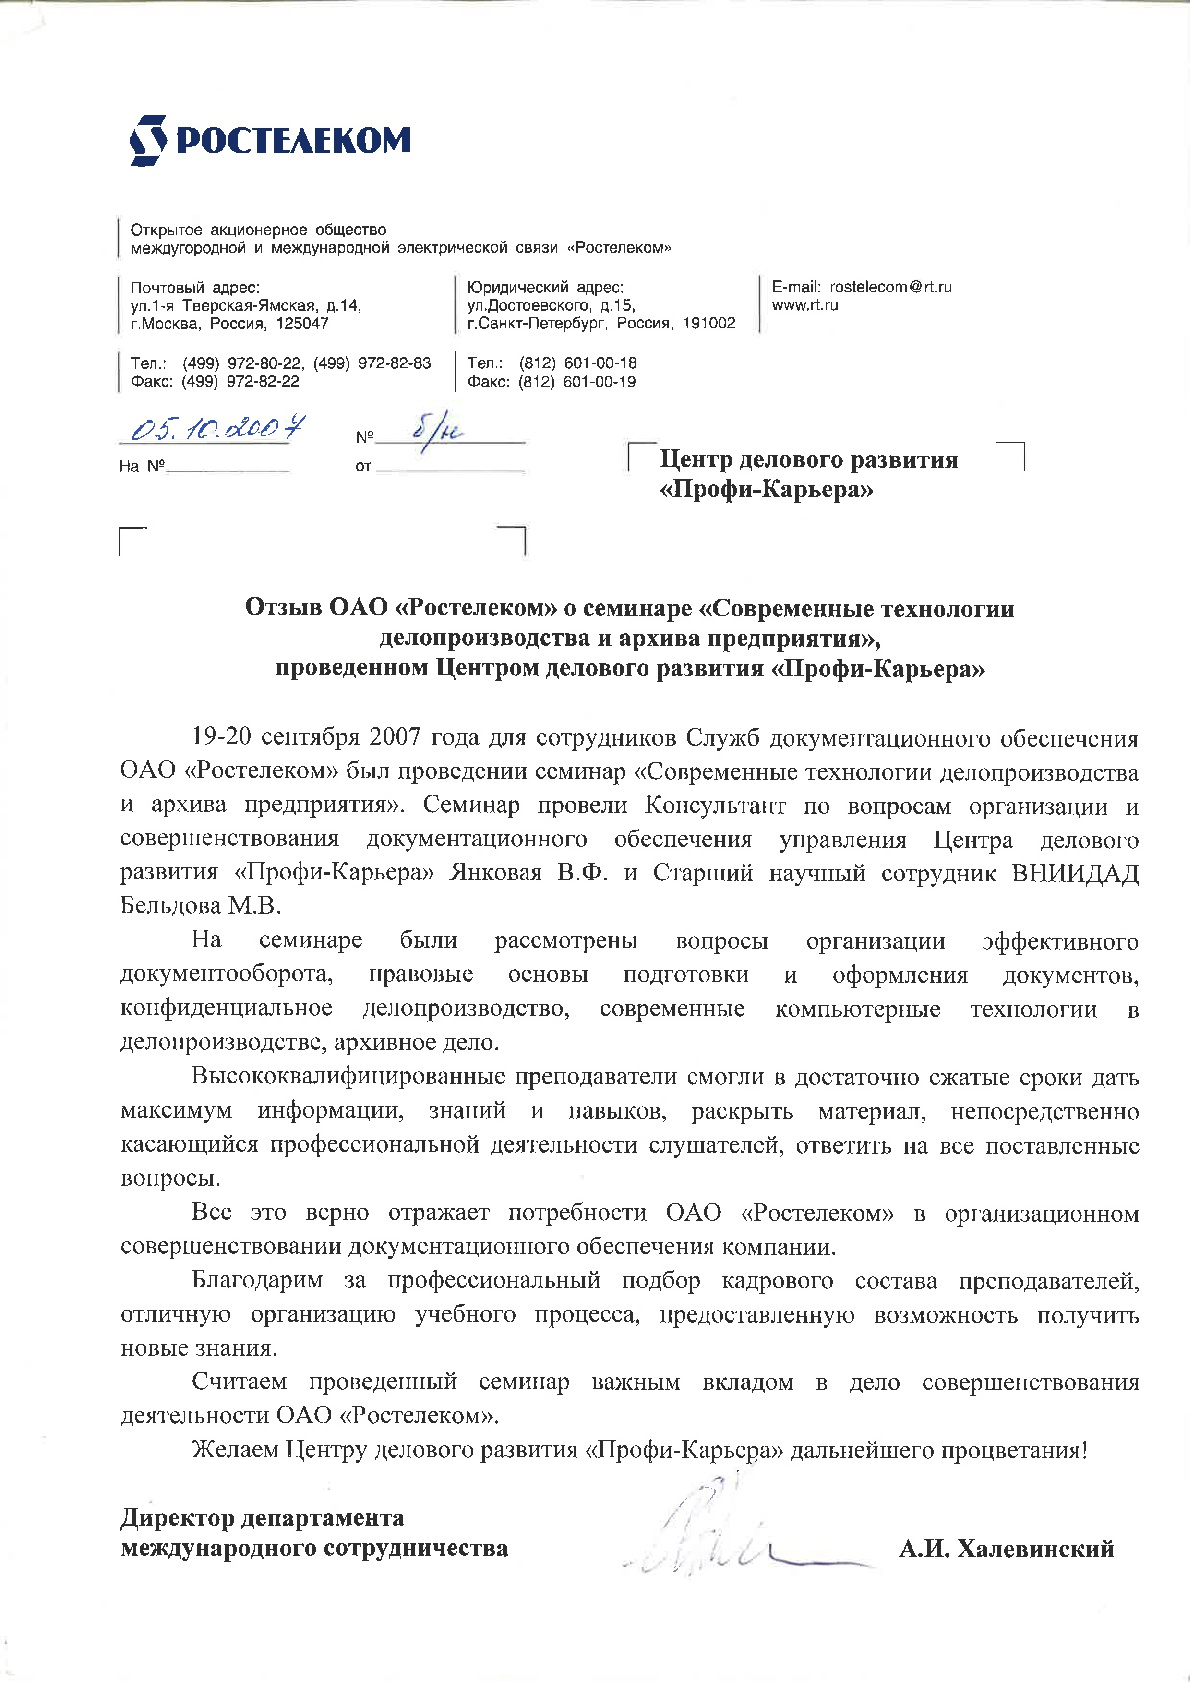 РОСТЕЛЕКОМ
Открытое акционерное общество
междугородной и международной электрической связи «Ростелеком»
Почтовый адрес:
ул.1-я Тверская-Ямская, д.14,
г.Москва, Россия, 125047
Юридический адрес:
ул.Достоевского, д.15,
г.Санкт-Петербург, Россия, 191002
E-mail: rostelecom@rt.ru
www.rt.ru
Тел.: (499) 972-80-22, (499) 972-82-83
Факс: (499) 972-82-22
Тел.: (812) 601-00-18
Факс: (812) 601-00-19
05.10.2007 № б/н
На № от
Центр делового развития
«Профи-Карьера»
Отзыв ОАО «Ростелеком» о семинаре «Современные технологии
делопроизводства и архива предприятия»,
проведенном Центром делового развития «Профи-Карьера»
19-20 сентября 2007 года для сотрудников Служб документационного обеспечения
ОАО «Ростелеком» был проведении семинар «Современные технологии делопроизводства
и архива предприятия». Семинар провели Консультант по вопросам организации и
совершенствования документационного обеспечения управления Центра делового
развития «Профи-Карьера» Янковая В.Ф. и Старший научный сотрудник ВНИИДАД
Бельдова М.В.
На семинаре были рассмотрены вопросы организации эффективного
документооборота, правовые основы подготовки и оформления документов,
конфиденциальное делопроизводство, современные компьютерные технологии в
делопроизводстве, архивное дело.
Высококвалифицированные преподаватели смогли в достаточно сжатые сроки дать
максимум информации, знаний и навыков, раскрыть материал, непосредственно
касающийся профессиональной деятельности слушателей, ответить на все поставленные
вопросы.
Все это верно отражает потребности ОАО «Ростелеком» в организационном
совершенствовании документационного обеспечения компании.
Благодарим за профессиональный подбор кадрового состава преподавателей,
отличную организацию учебного процесса, предоставленную возможность получить
новые знания.
Считаем проведенный семинар важным вкладом в дело совершенствования
деятельности ОАО «Ростелеком».
Желаем Центру делового развития «Профи-Карьера» дальнейшего процветания!
Директор департамента
международного сотрудничества А.И. Халевинский